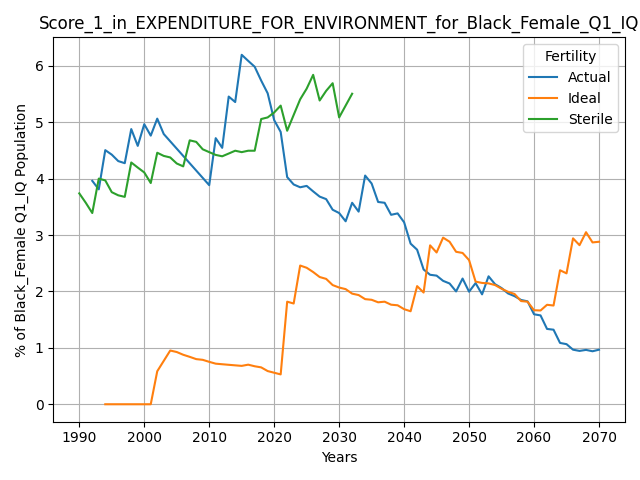 Score_1_in_EXPENDITURE_FOR_ENVIRONMENT_for_Black_Female_Q1_IQ
Fertility
Actual
Ideal
Sterile
% of Black_Female Q1_IQ Population
6
5
4
3
2
1
0
1990 2000 2010 2020 2030 2040 2050 2060 2070
Years